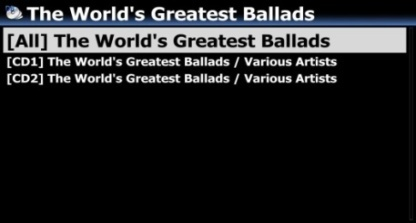 The World's Greatest Ballads
[All] The World's Greatest Ballads
[CD1] The World's Greatest Ballads / Various Artists
[CD2] The World's Greatest Ballads / Various Artists